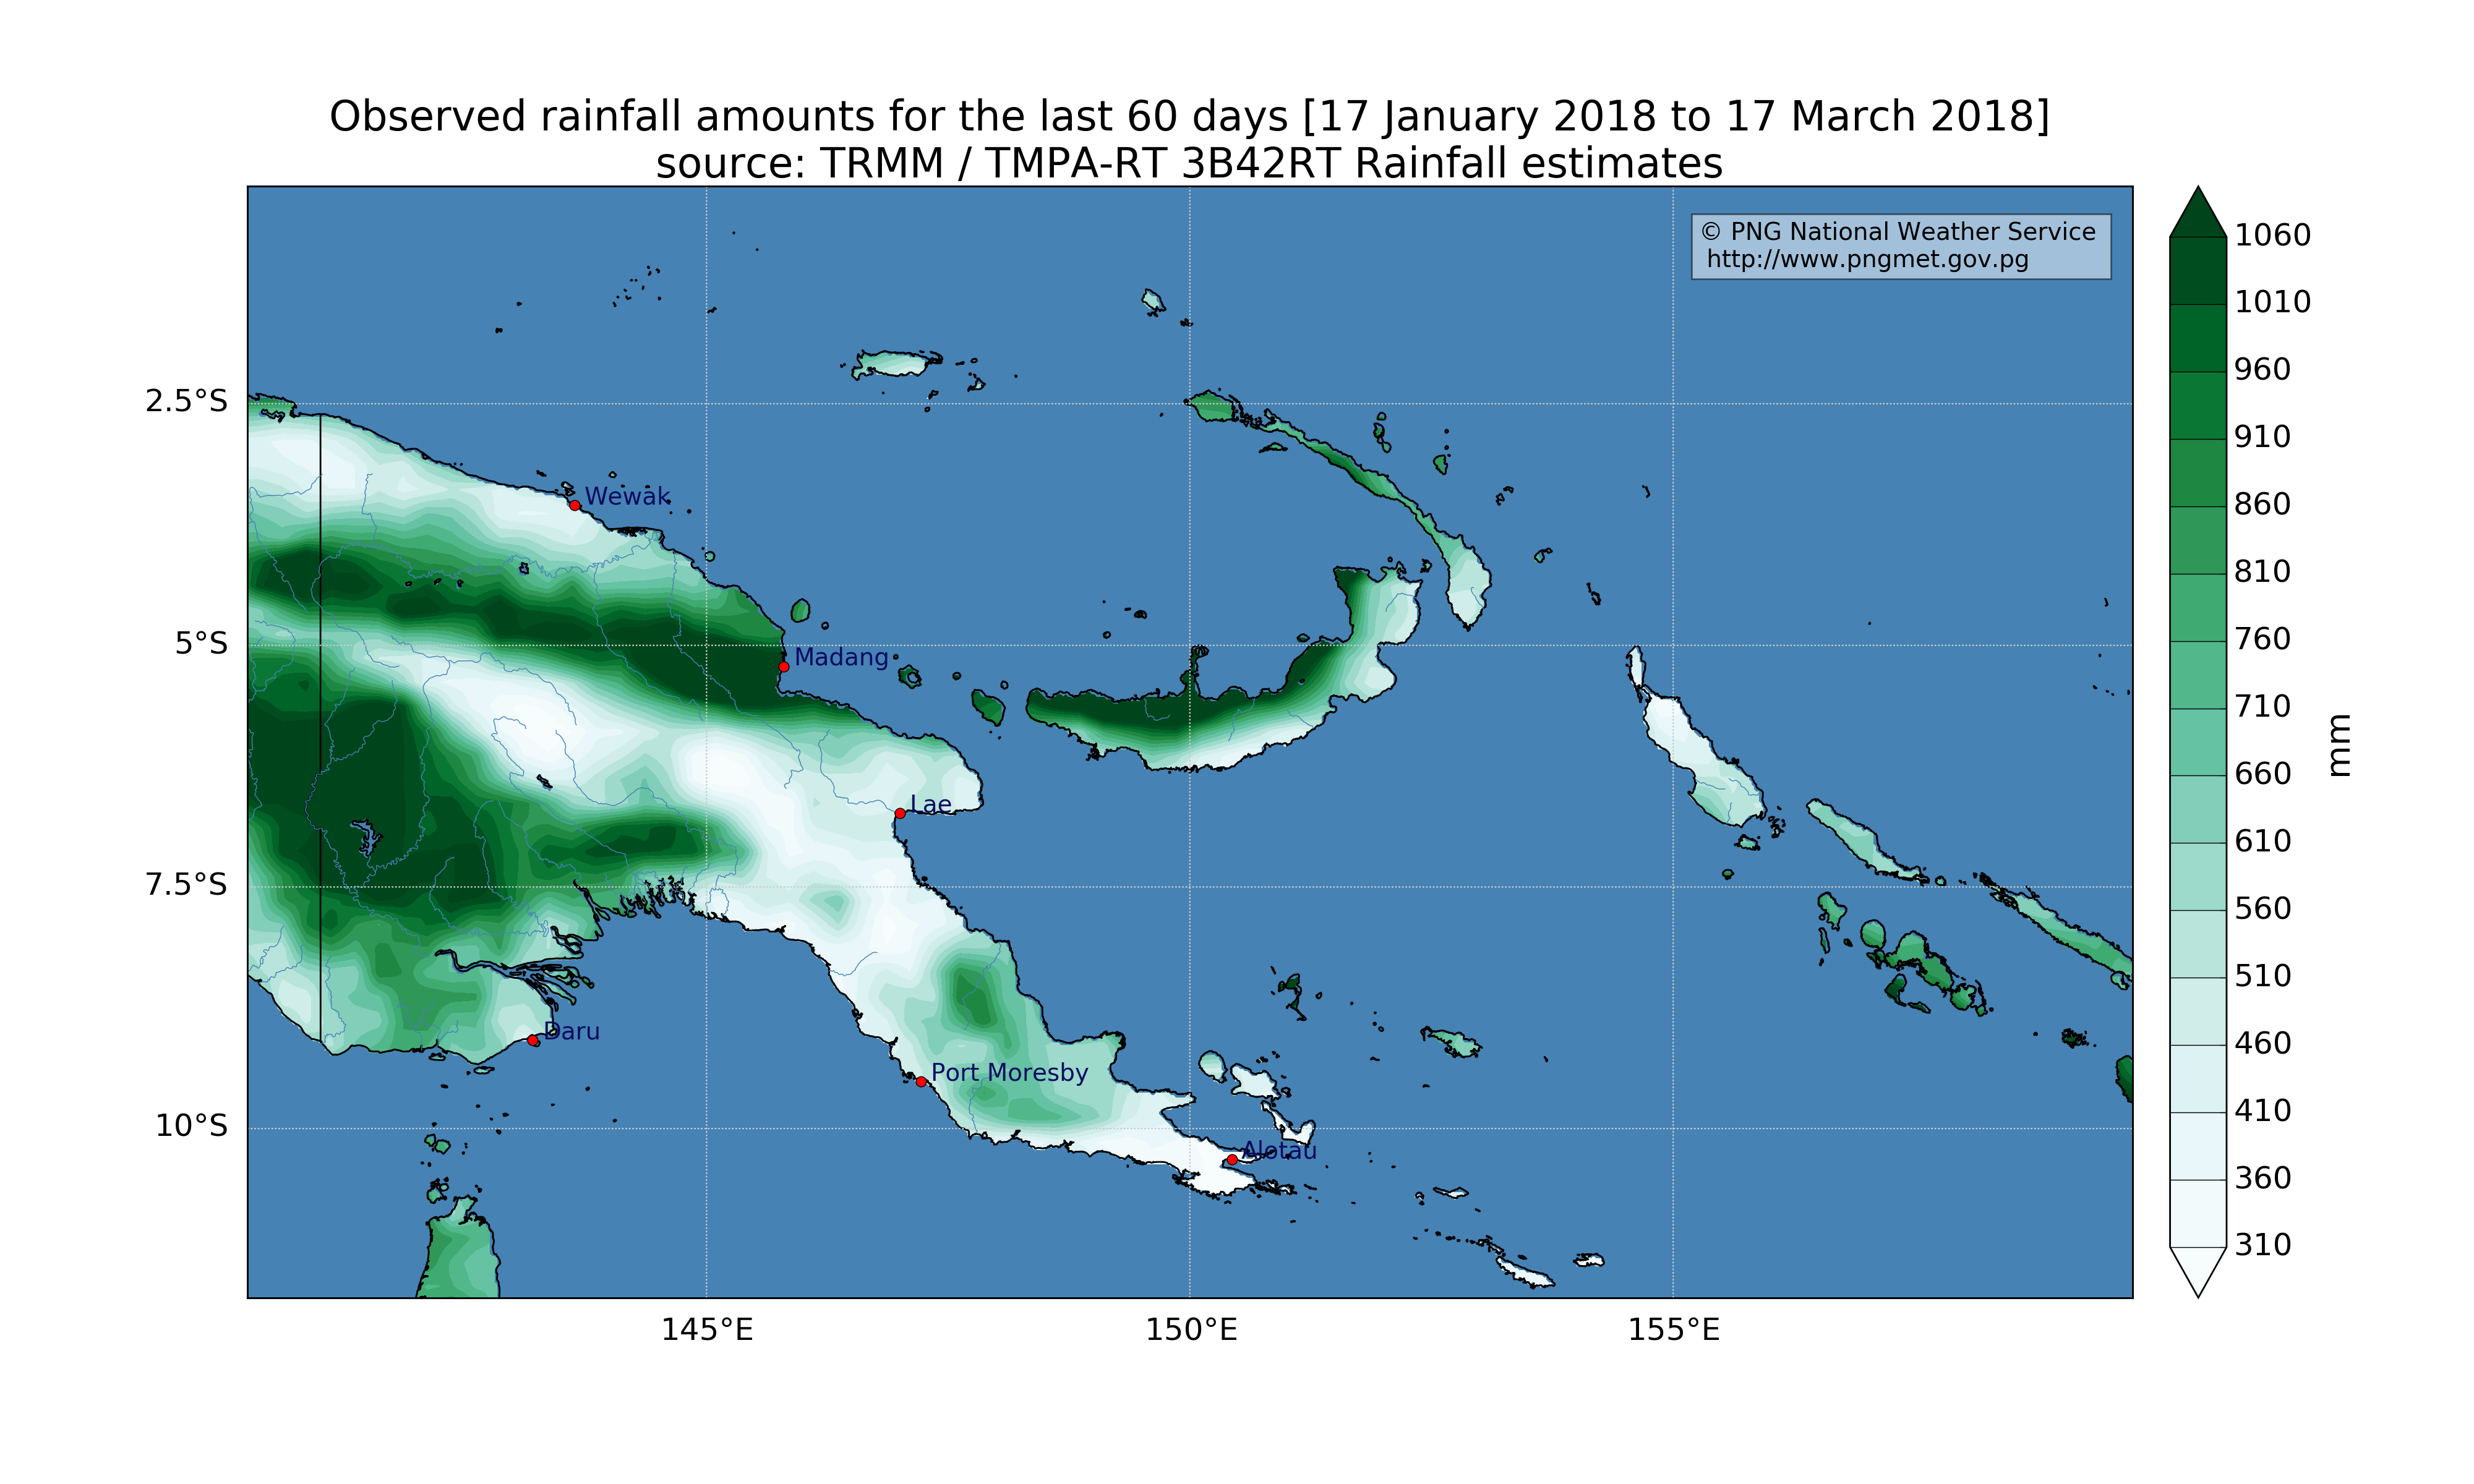 Observed rainfall amounts for the last 60 days [17 January 2018 to 17 March 2018]
source: TRMM / TMPA-RT 3B42RT Rainfall estimates
© PNG National Weather Service
http://www.pngmet.gov.pg
2.5°S
5°S
7.5°S
10°S
145°E
150°E
155°E
Wewak
Madang
Lae
Daru
Port Moresby
Alotau
1060
1010
960
910
860
810
760
710
660
610
560
510
460
410
360
310
mm